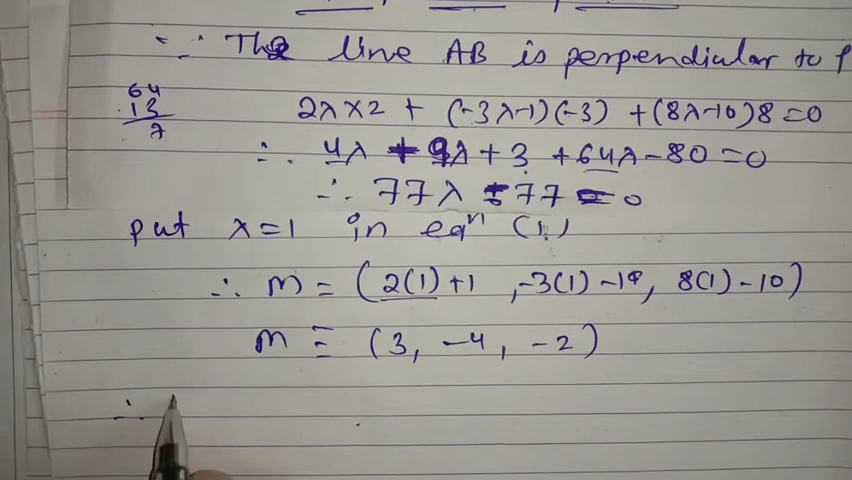 ∵ The line AB is perpendicular to
64
13
7
2λ×2 + (-3λ-1)(-3) + (8λ-10)8=0
∴ 4λ + 9λ + 3 + 64λ - 80 = 0
∴ 77λ - 77 = 0
put λ=1 in eqⁿ (1)
∴ m = (2(1)+1 ,-3(1)-1, 8(1)-10)
m ≡ (3, -4, -2)
∴